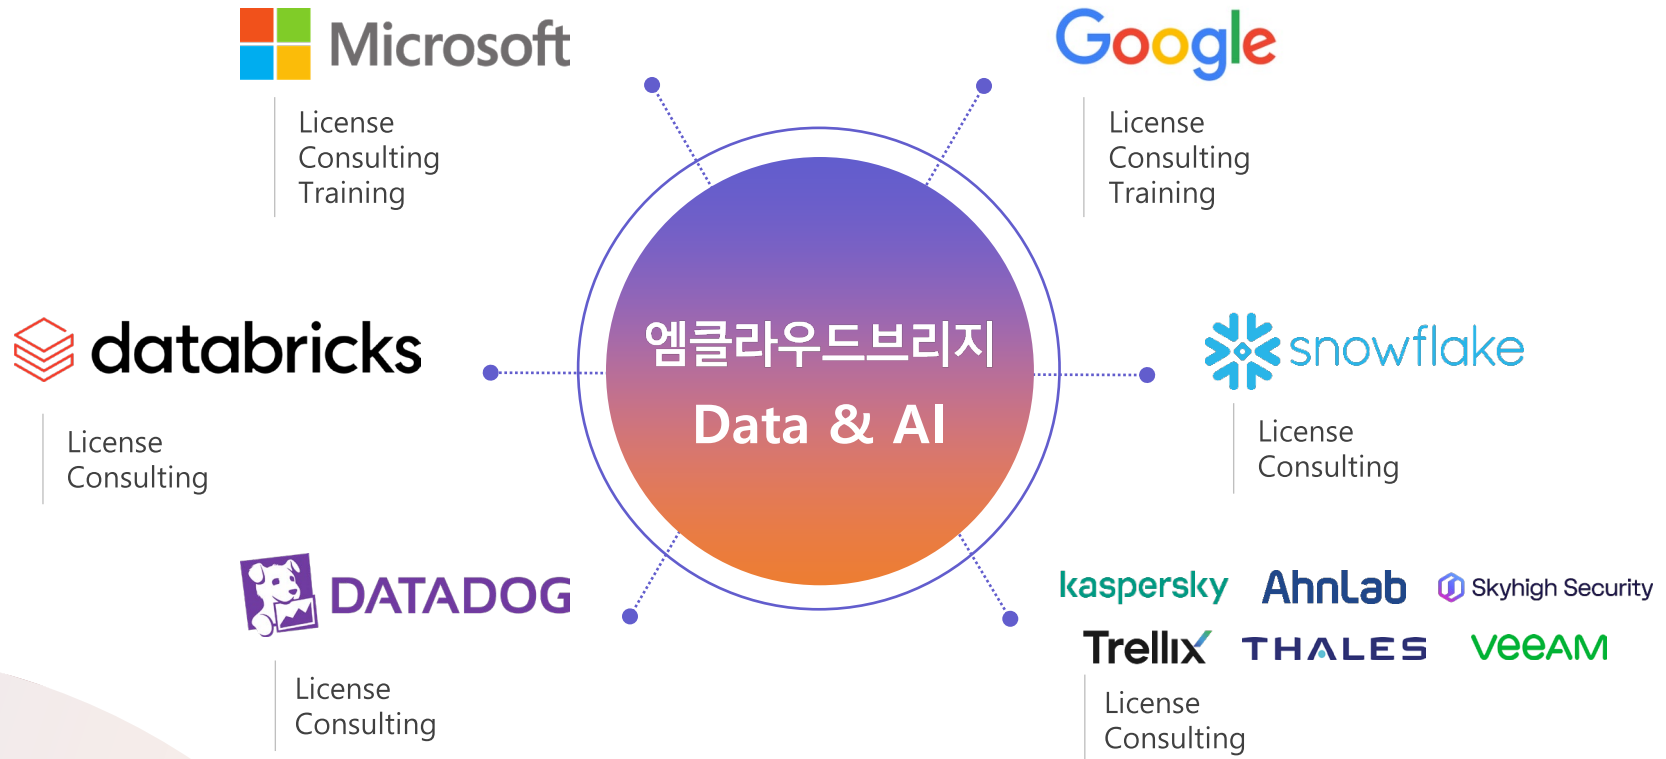 Microsoft
License
Consulting
Training
Google
License
Consulting
Training
databricks
License
Consulting
엠클라우드브리지
Data & AI
snowflake
License
Consulting
DATADOG
License
Consulting
kaspersky AhnLab Skyhigh Security
Trellix THALES veeAM
License
Consulting